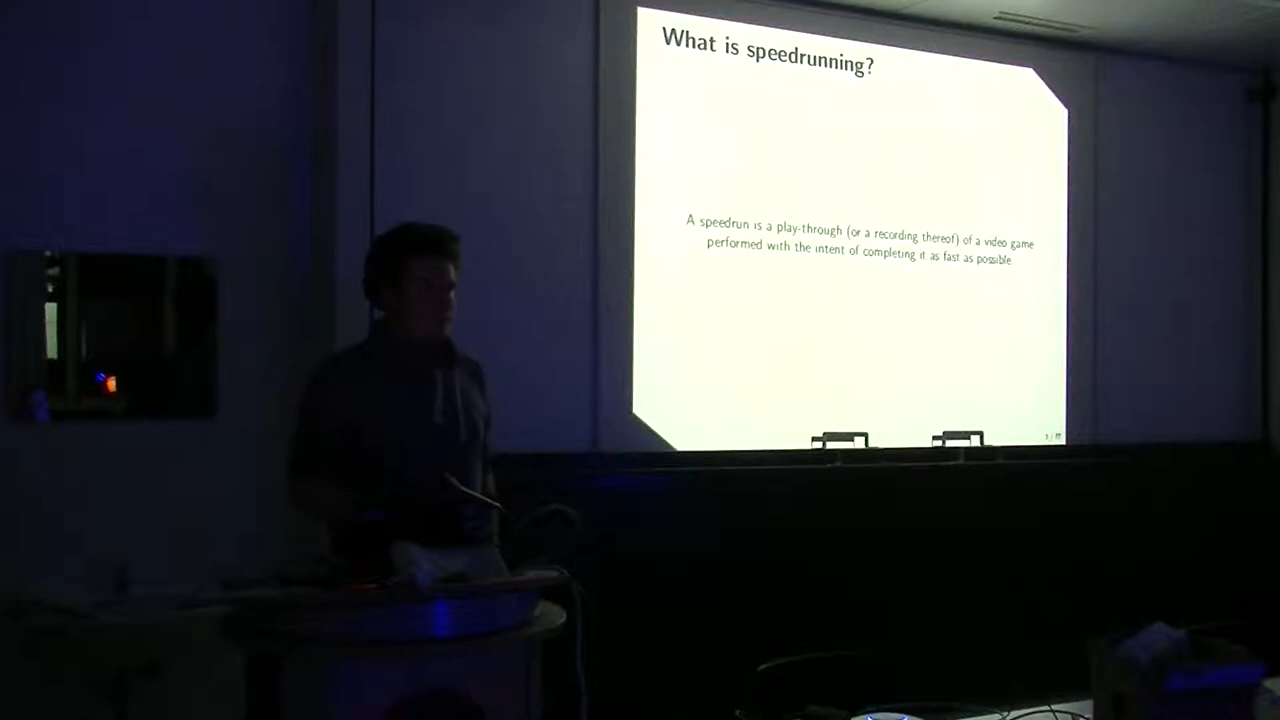 What is speedrunning?
A speedrun is a play-through (or a recording thereof) of a video game
performed with the intent of completing it as fast as possible